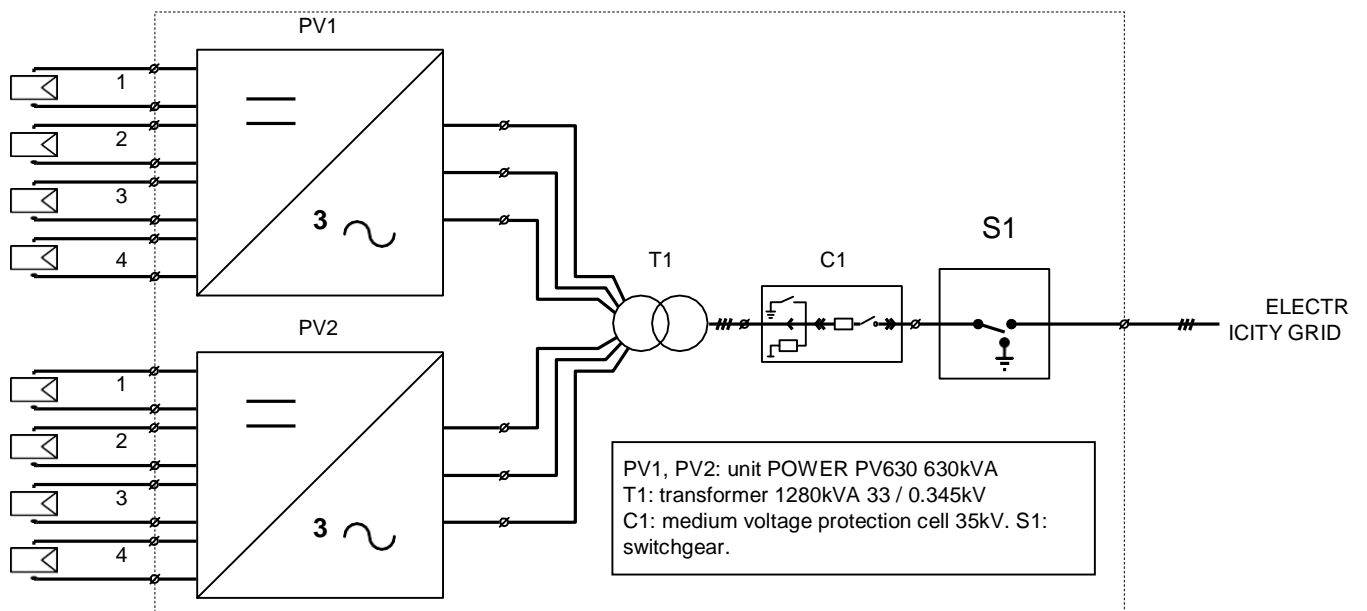 PV1
1
2
3
4
3
PV2
1
2
3
4
3
T1
C1
S1
ELECTR
ICITY GRID
PV1, PV2: unit POWER PV630 630kVA
T1: transformer 1280kVA 33 / 0.345kV
C1: medium voltage protection cell 35kV. S1:
switchgear.